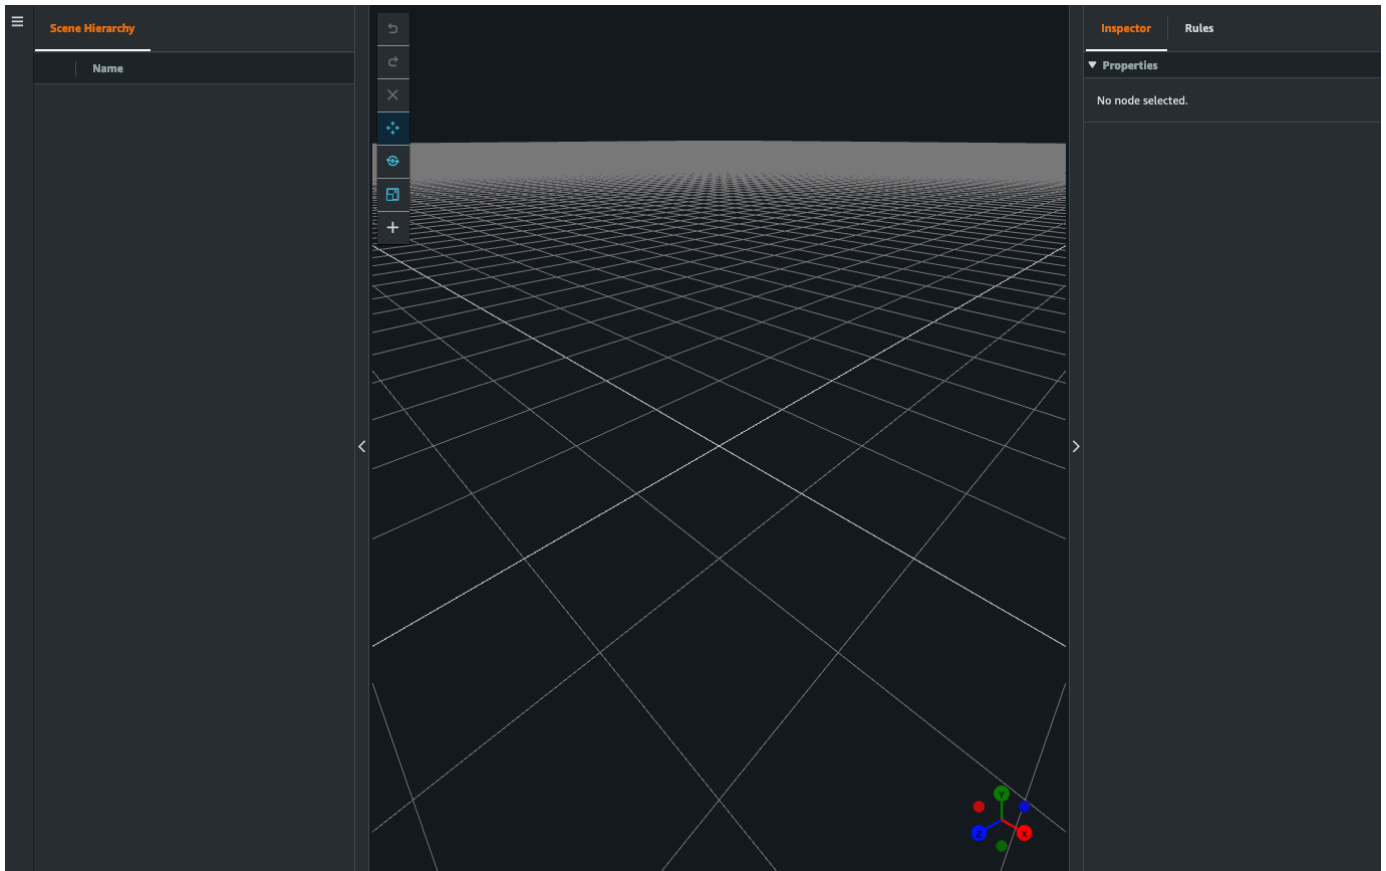 Scene Hierarchy
Name
Inspector
Rules
Properties
No node selected.
Y
Z
X